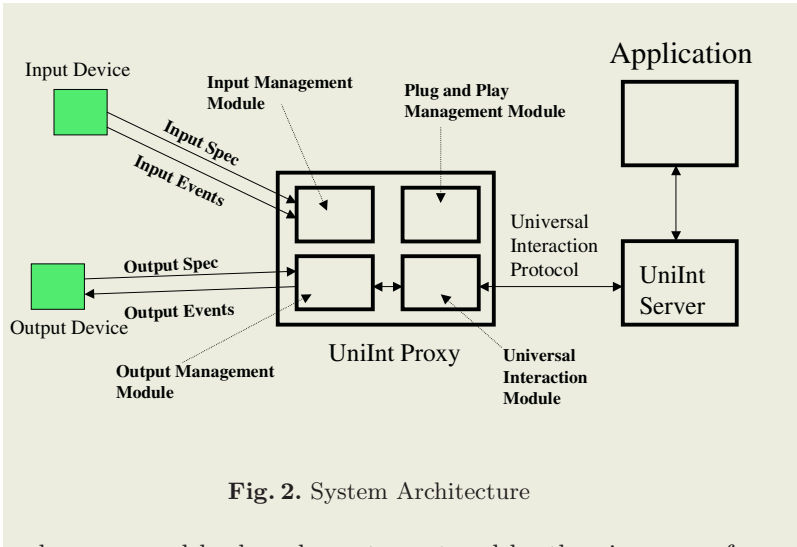 Application
Input Device
Input Management
Module
Plug and Play
Management Module
Input Spec
Input Events
Universal
Interaction
Protocol
Output Spec
Output Events
UniInt
Server
Output Device
UniInt Proxy
Output Management
Module
Universal
Interaction
Module
Fig. 2. System Architecture